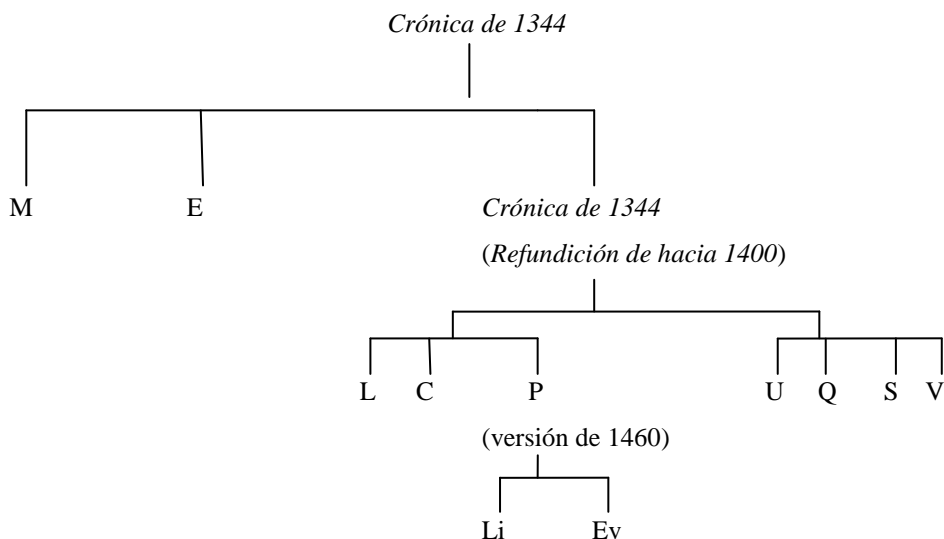 Crónica de 1344
M E Crónica de 1344
(Refundición de hacia 1400)
L C P U Q S V
(versión de 1460)
Li Ev